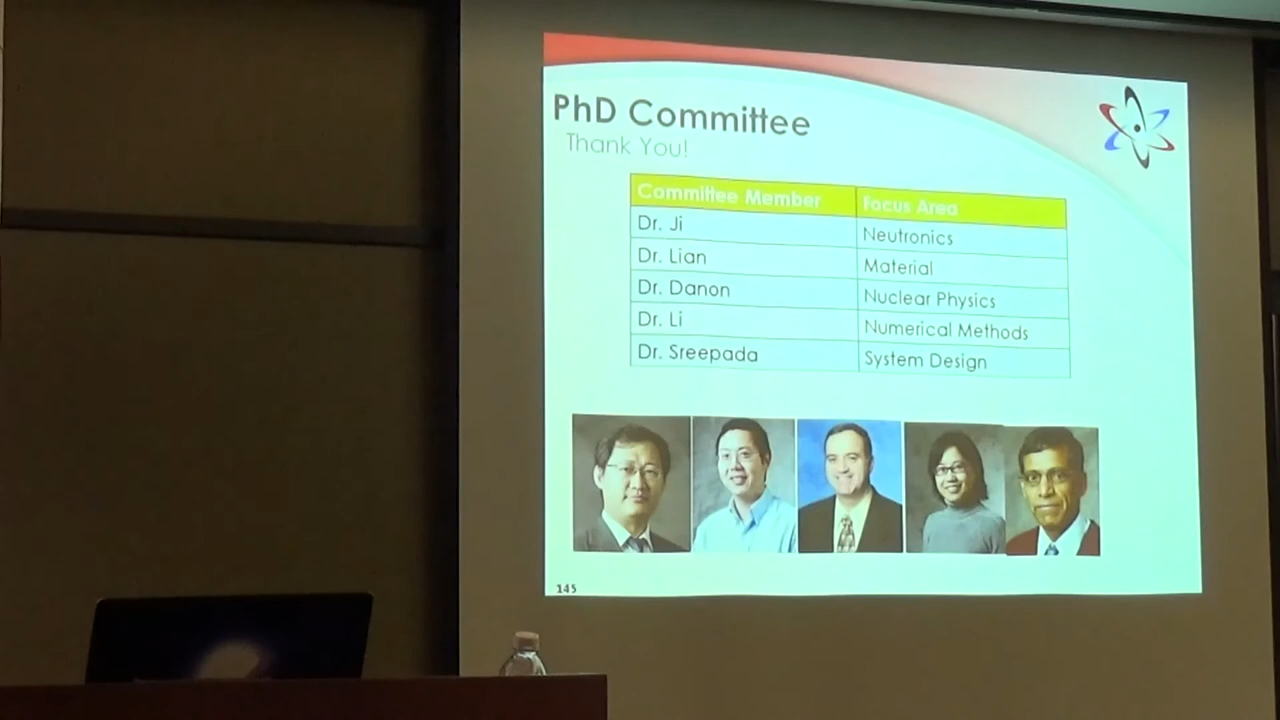 PhD Committee
Thank You!
Committee Member Focus Area
Dr. Ji Neutronics
Dr. Lian Material
Dr. Danon Nuclear Physics
Dr. Li Numerical Methods
Dr. Sreepada System Design
145